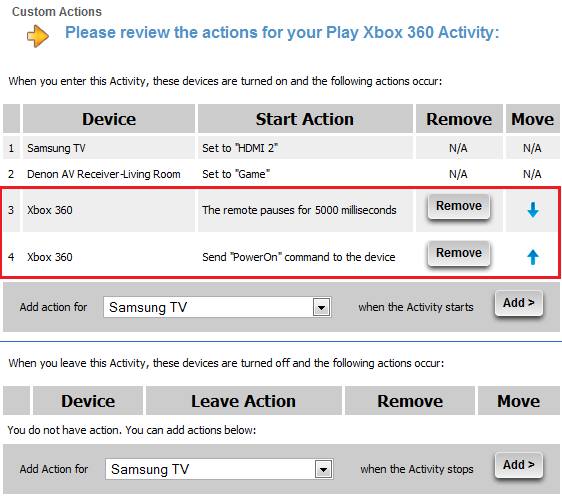 Custom Actions
Please review the actions for your Play Xbox 360 Activity:
When you enter this Activity, these devices are turned on and the following actions occur:
Device Start Action Remove Move
1 Samsung TV Set to "HDMI 2" N/A N/A
2 Denon AV Receiver-Living Room Set to "Game" N/A N/A
3 Xbox 360 The remote pauses for 5000 milliseconds Remove
4 Xbox 360 Send "PowerOn" command to the device Remove
Add action for Samsung TV when the Activity starts Add >
When you leave this Activity, these devices are turned off and the following actions occur:
Device Leave Action Remove Move
You do not have action. You can add actions below:
Add Action for Samsung TV when the Activity stops Add >